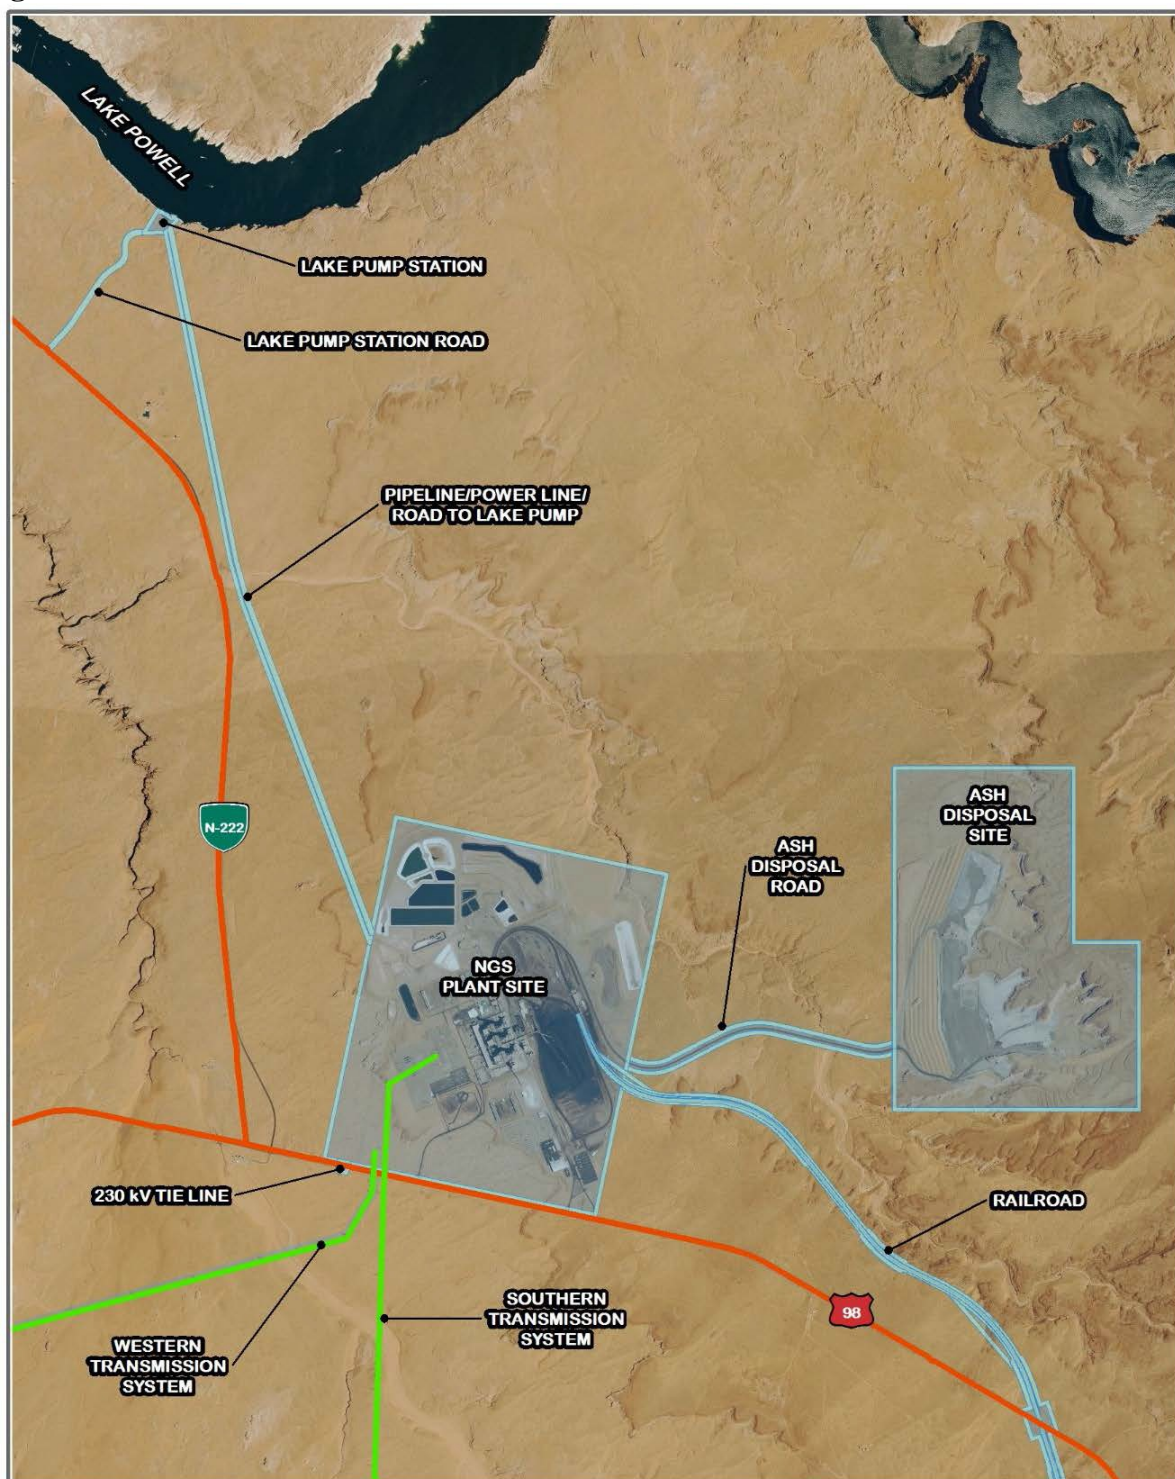 LAKE POWELL
LAKE PUMP STATION
LAKE PUMP STATION ROAD
PIPELINE/POWER LINE/
ROAD TO LAKE PUMP
N-222
ASH
DISPOSAL
SITE
ASH
DISPOSAL
ROAD
NGS
PLANT SITE
230 kV TIE LINE
RAILROAD
SOUTHERN
TRANSMISSION
SYSTEM
98
WESTERN
TRANSMISSION
SYSTEM